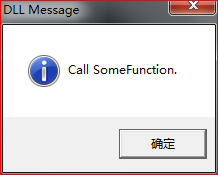 DLL Message
Call SomeFunction.
确定